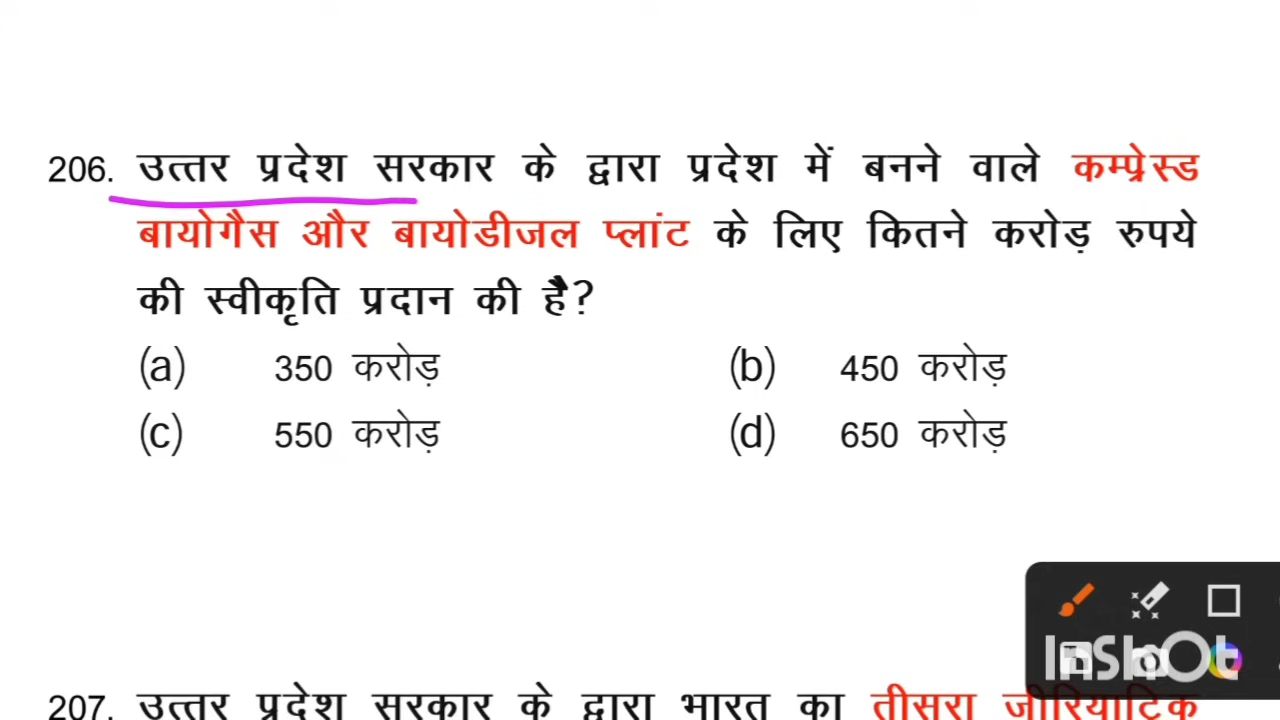 206. उत्तर प्रदेश सरकार के द्वारा प्रदेश में बनने वाले कम्प्रेस्ड
बायोगैस और बायोडीजल प्लांट के लिए कितने करोड़ रुपये
की स्वीकृति प्रदान की है?
(a) 350 करोड़ (b) 450 करोड़
(c) 550 करोड़ (d) 650 करोड़
InShOt
207. उत्तर प्रदेश सरकार के द्वारा भारत का तीसरा जीरियाट्रिक